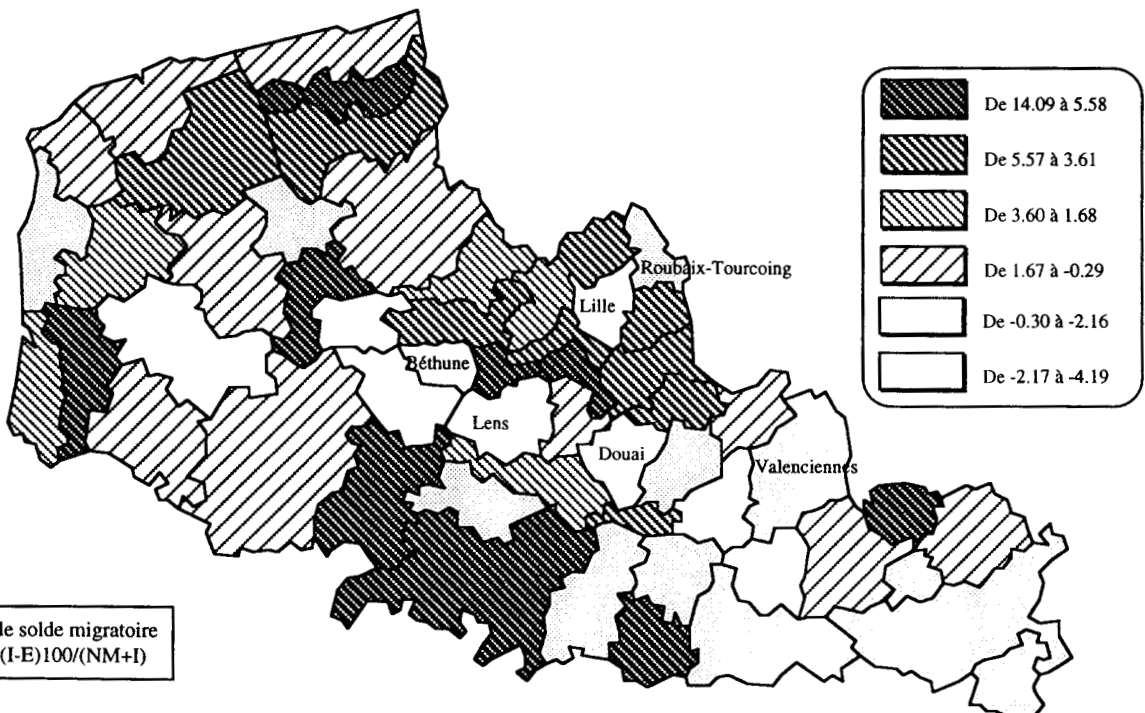 De 14.09 à 5.58
De 5.57 à 3.61
De 3.60 à 1.68
De 1.67 à -0.29
De -0.30 à -2.16
De -2.17 à -4.19
Roubaix-Tourcoing
Lille
Béthune
Lens
Douai
Valenciennes
de solde migratoire
(I-E)100/(NM+I)